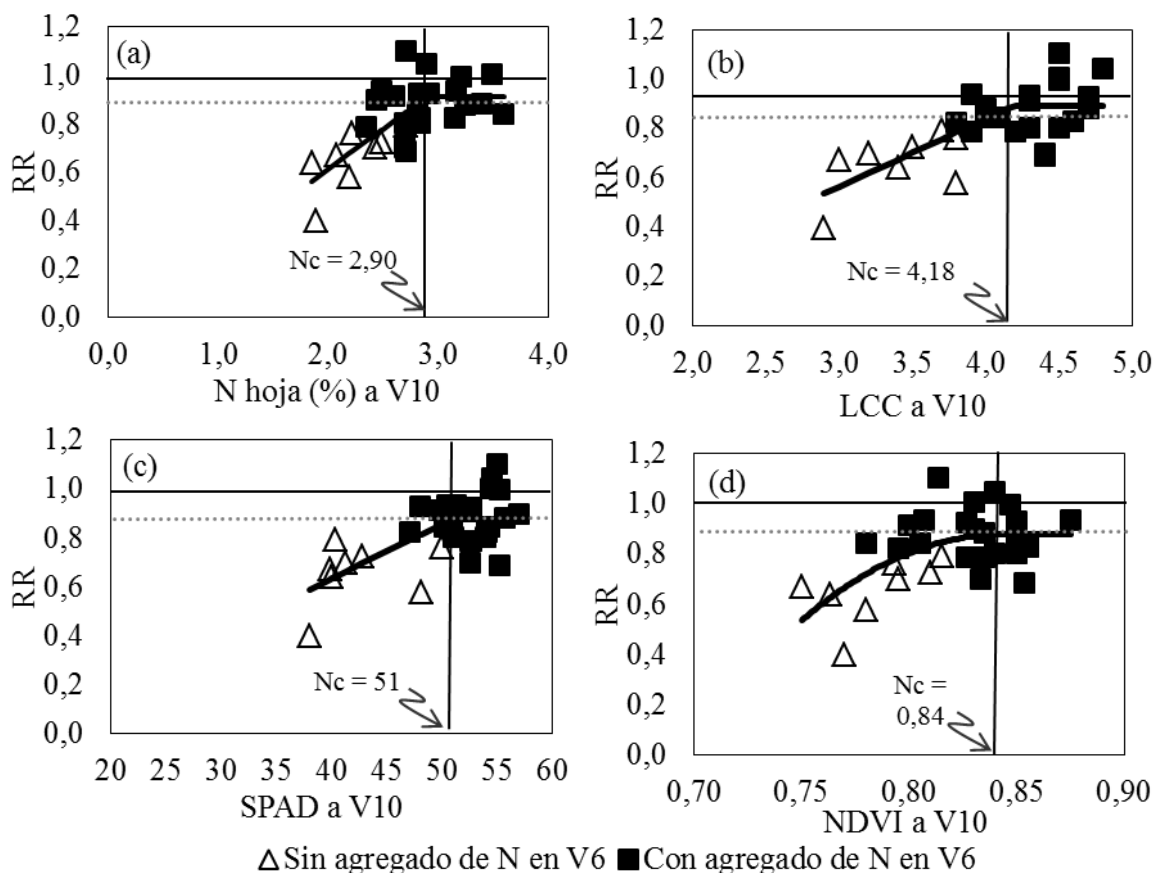 (a)
RR
1,2
1,0
0,8
0,6
0,4
0,2
0,0
Nc = 2,90
0,0 1,0 2,0 3,0 4,0
N hoja (%) a V10
(b)
RR
1,2
1,0
0,8
0,6
0,4
0,2
0,0
Nc = 4,18
2,0 3,0 3,5 4,0 4,5 5,0
LCC a V10
(c)
RR
1,2
1,0
0,8
0,6
0,4
0,2
0,0
Nc = 51
20 25 30 35 40 45 50 55 60
SPAD a V10
(d)
RR
1,2
1,0
0,8
0,6
0,4
0,2
0,0
Nc =
0,84
0,70 0,75 0,80 0,85 0,90
NDVI a V10
Sin agregado de N en V6 Con agregado de N en V6